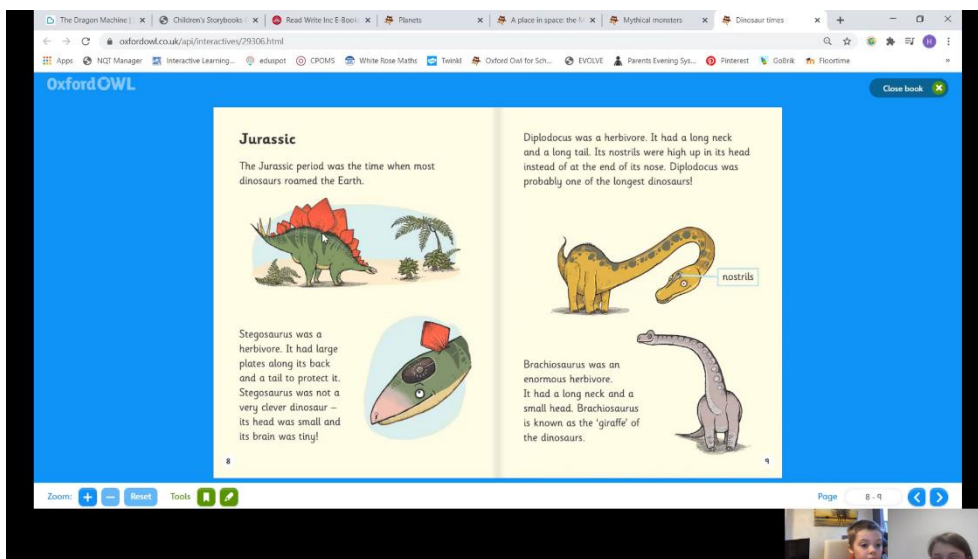 The Dragon Machine |
Children's Storybooks
Read Write Inc E-Book
Planets
A place in space: the
Mythical monsters
Dinosaur times
oxfordowl.co.uk/api/interactives/29306.html
Apps
NQT Manager
Interactive Learning...
eduspot
CPOMS
White Rose Maths
Twinkl
Oxford Owl for Sch...
EVOLVE
Parents Evening Sys...
Pinterest
GoBrik
Floortime
»
Oxford OWL
Close book
Jurassic
The Jurassic period was the time when most
dinosaurs roamed the Earth.
Stegosaurus was a
herbivore. It had large
plates along its back
and a tail to protect it.
Stegosaurus was not a
very clever dinosaur –
its head was small and
its brain was tiny!
8
Diplodocus was a herbivore. It had a long neck
and a long tail. Its nostrils were high up in its head
instead of at the end of its nose. Diplodocus was
probably one of the longest dinosaurs!
nostrils
Brachiosaurus was an
enormous herbivore.
It had a long neck and a
small head. Brachiosaurus
is known as the 'giraffe' of
the dinosaurs.
9
Zoom:
Reset
Tools
Page
8 - 9